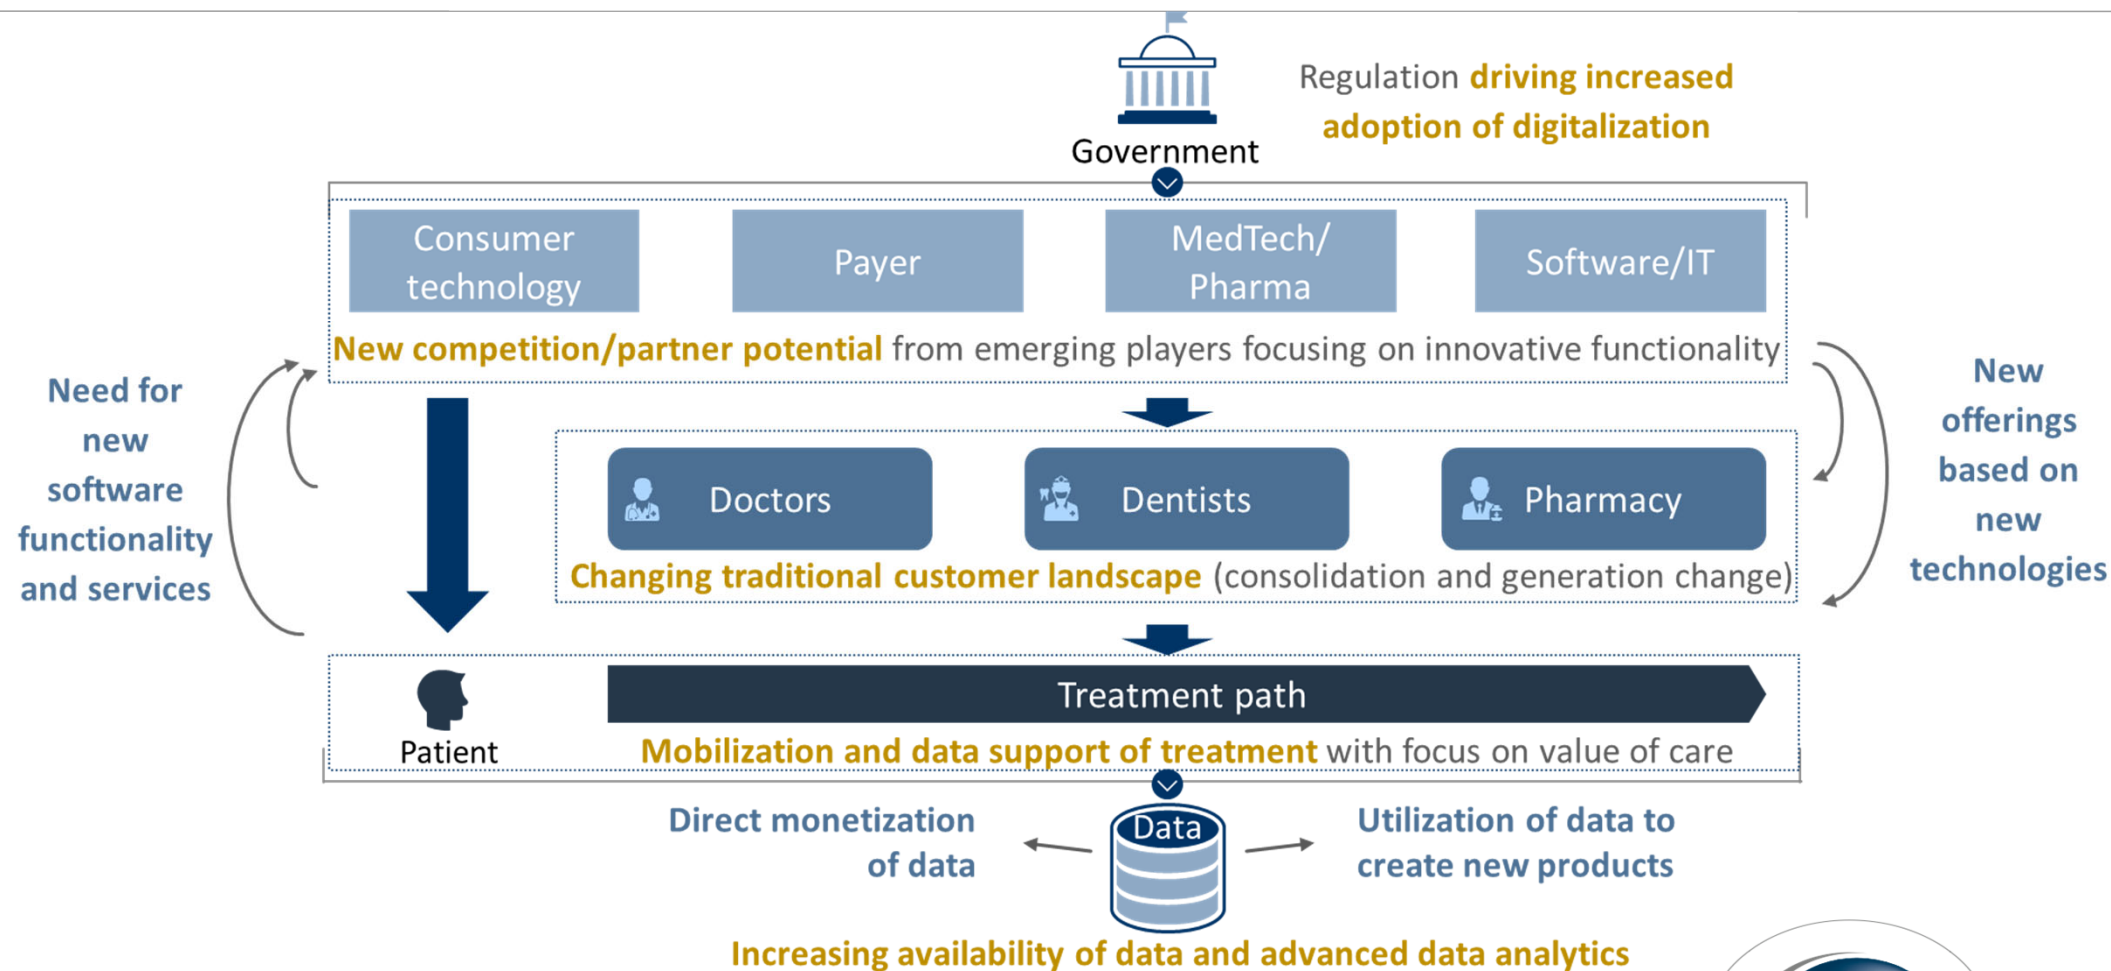 Regulation driving increased
adoption of digitalization
Government
Consumer
technology
Payer
MedTech/
Pharma
Software/IT
New competition/partner potential from emerging players focusing on innovative functionality
Need for
new
software
functionality
and services
New
offerings
based on
new
technologies
Doctors
Dentists
Pharmacy
Changing traditional customer landscape (consolidation and generation change)
Treatment path
Patient
Mobilization and data support of treatment with focus on value of care
Direct monetization
of data
Data
Utilization of data to
create new products
Increasing availability of data and advanced data analytics